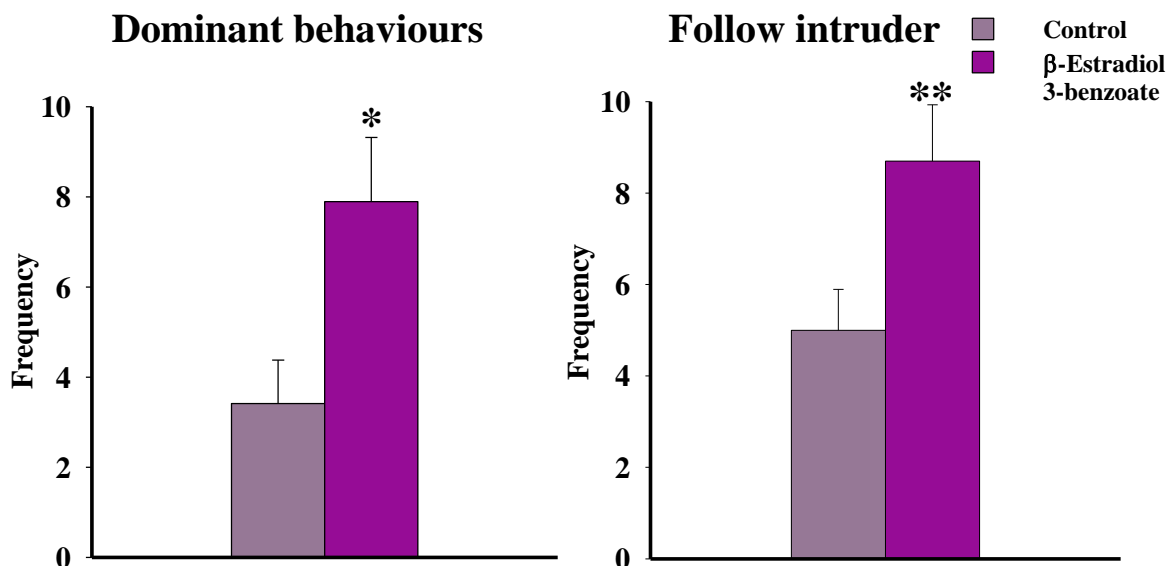 Dominant behaviours
Follow intruder
Control
β-Estradiol
3-benzoate
*
**
10
8
6
4
2
0
Frequency
10
8
6
4
2
0
Frequency